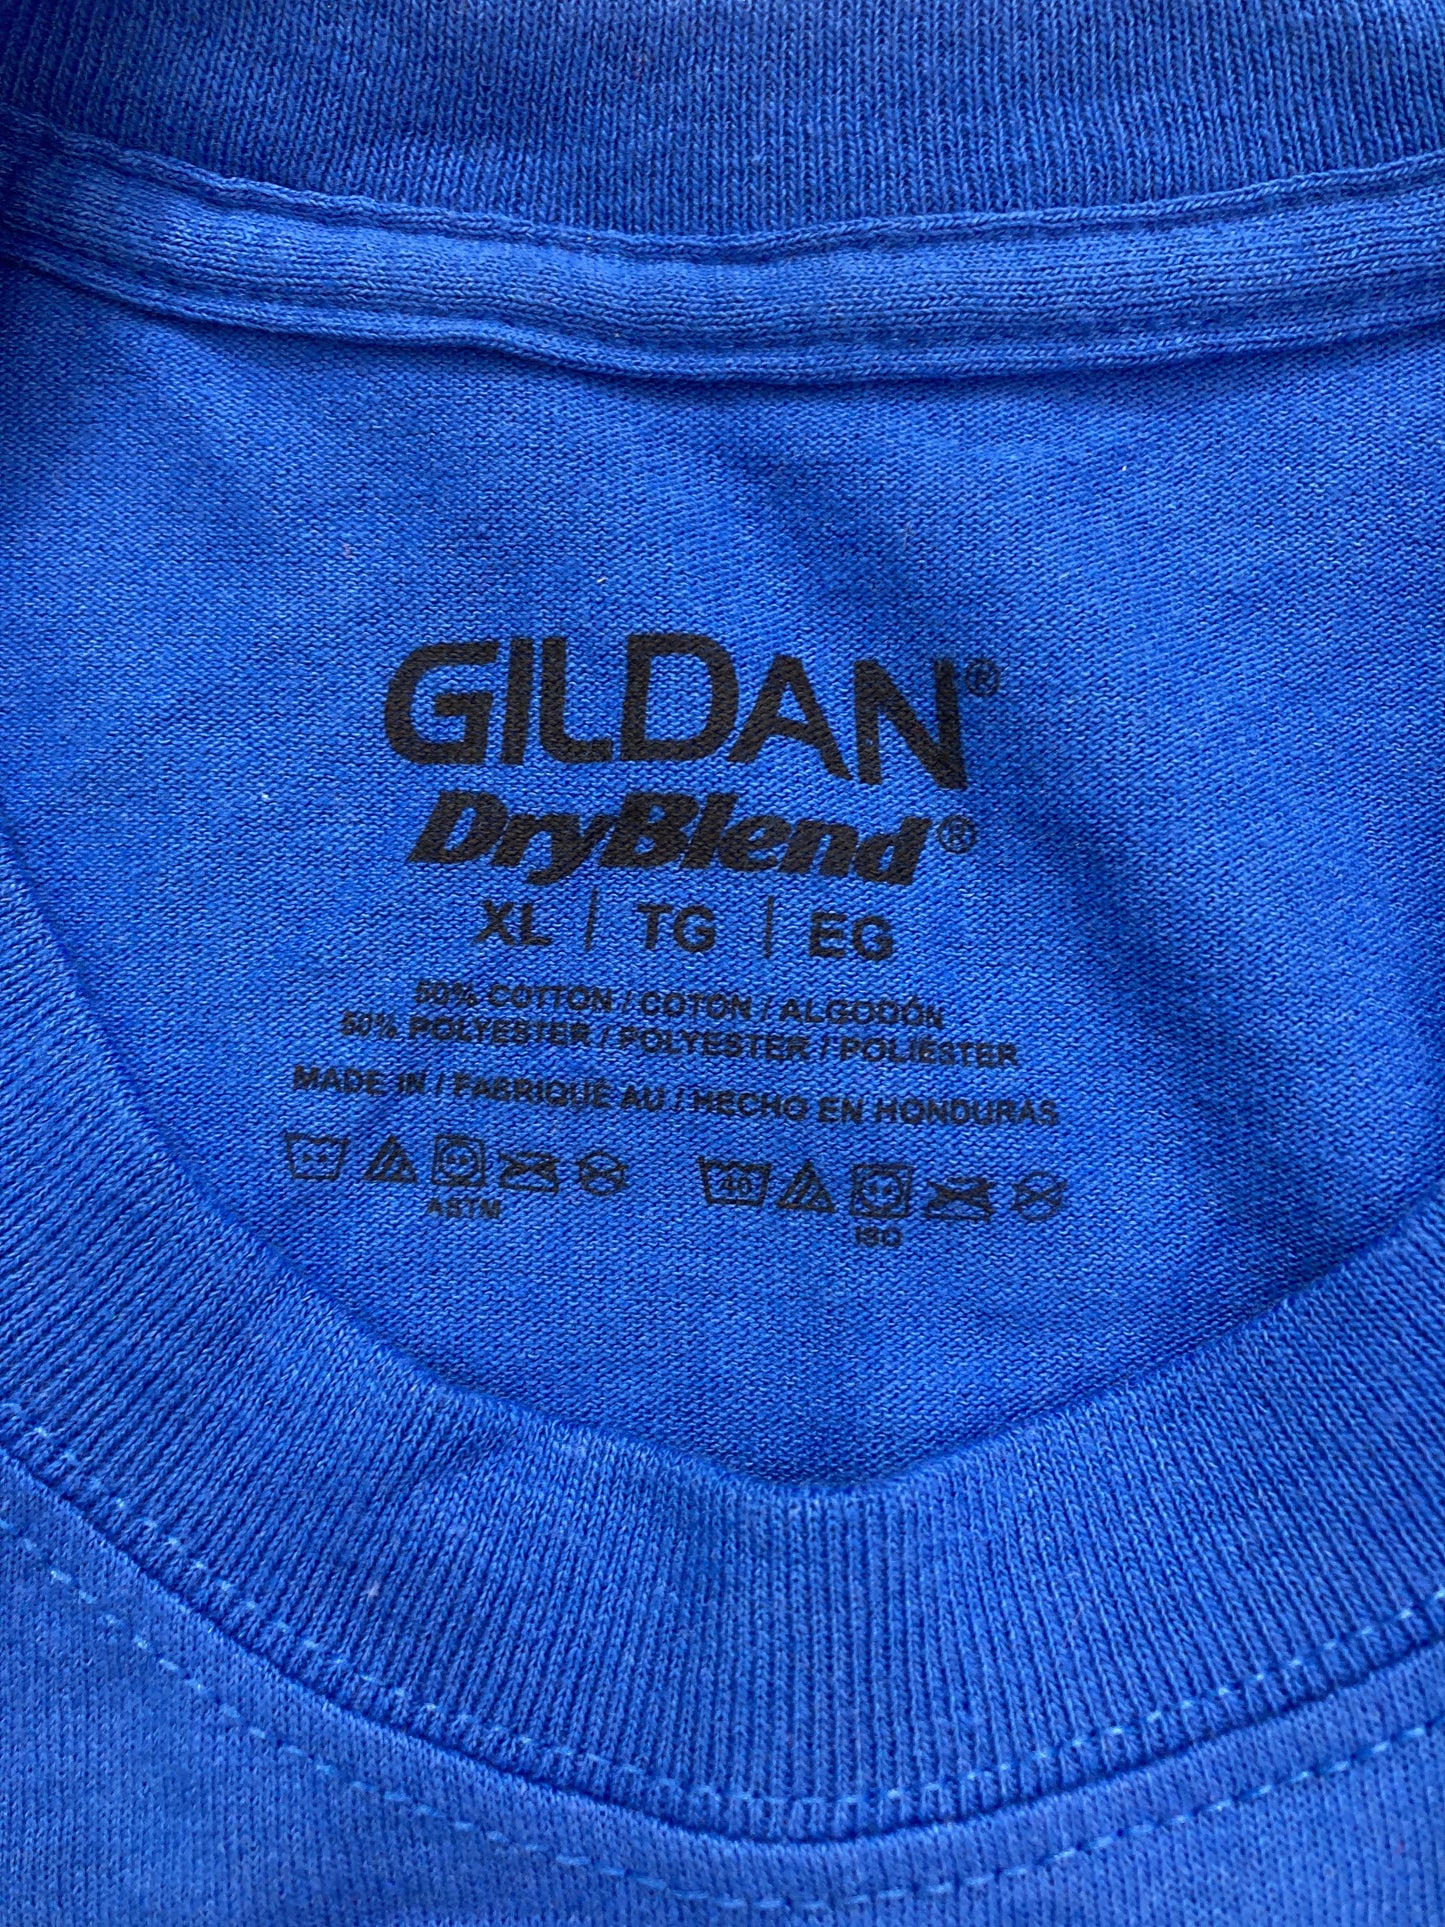 GILDAN®
DryBlend®
XL | TG | EG
50% COTTON / COTON / ALGODÓN
50% POLYESTER / POLYESTER / POLIÉSTER
MADE IN / FABRIQUÉ AU / HECHO EN HONDURAS
40
ASTM
ISO